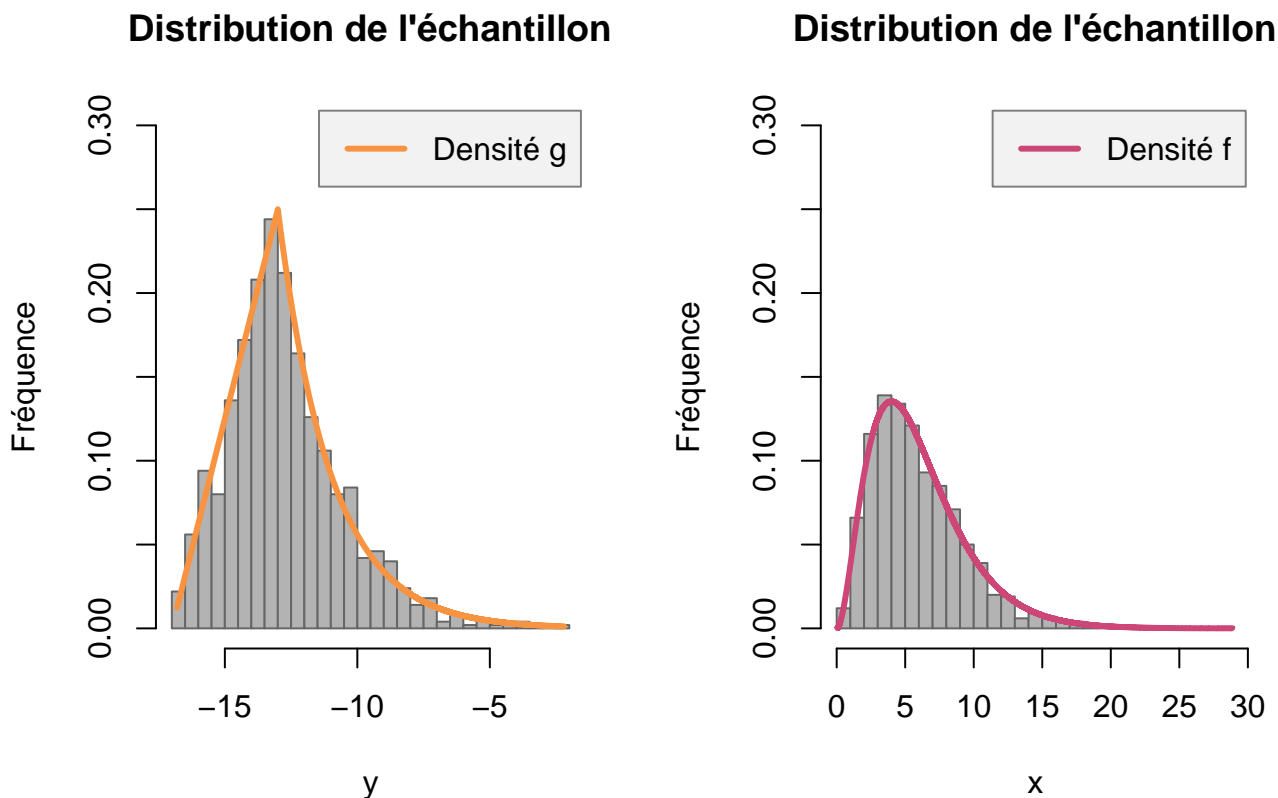 Distribution de l'échantillon
Densité g
Fréquence
0.00 0.10 0.20 0.30
−15 −10 −5
y
Distribution de l'échantillon
Densité f
Fréquence
0.00 0.10 0.20 0.30
0 5 10 15 20 25 30
x